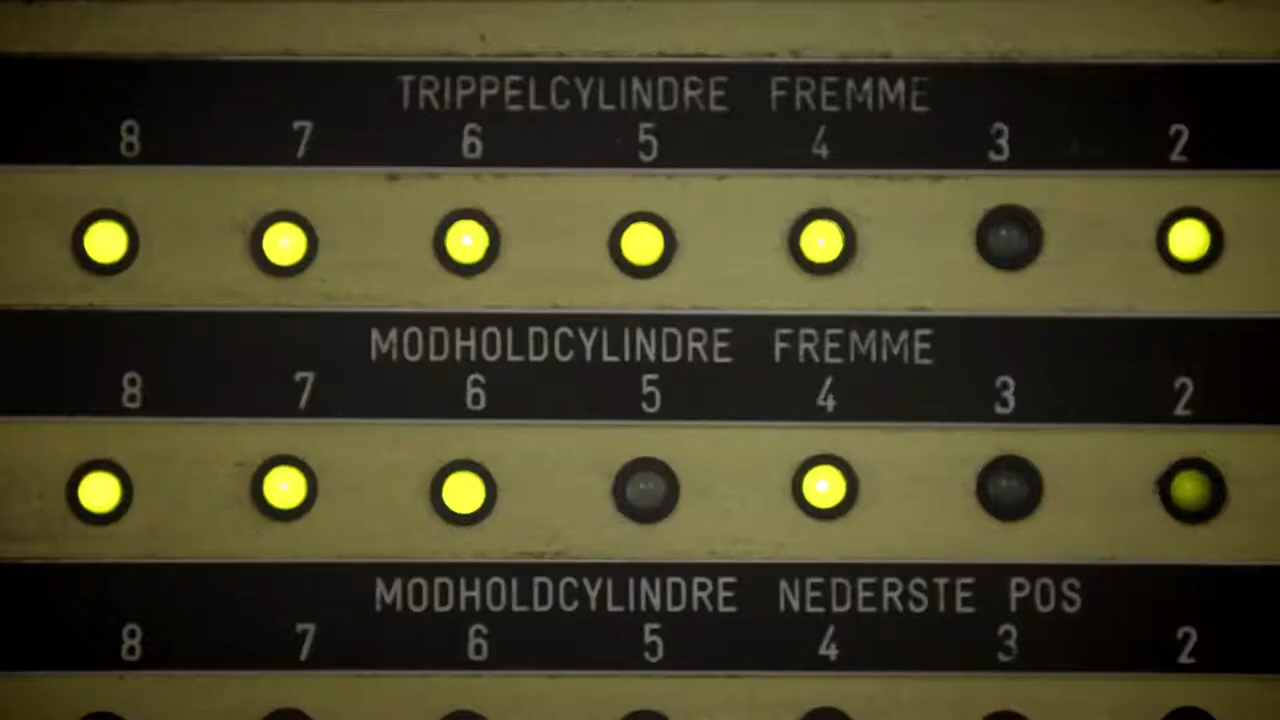 TRIPPELCYLINDRE FREMME
8 7 6 5 4 3 2
MODHOLDCYLINDRE FREMME
8 7 6 5 4 3 2
MODHOLDCYLINDRE NEDERSTE POS
8 7 6 5 4 3 2